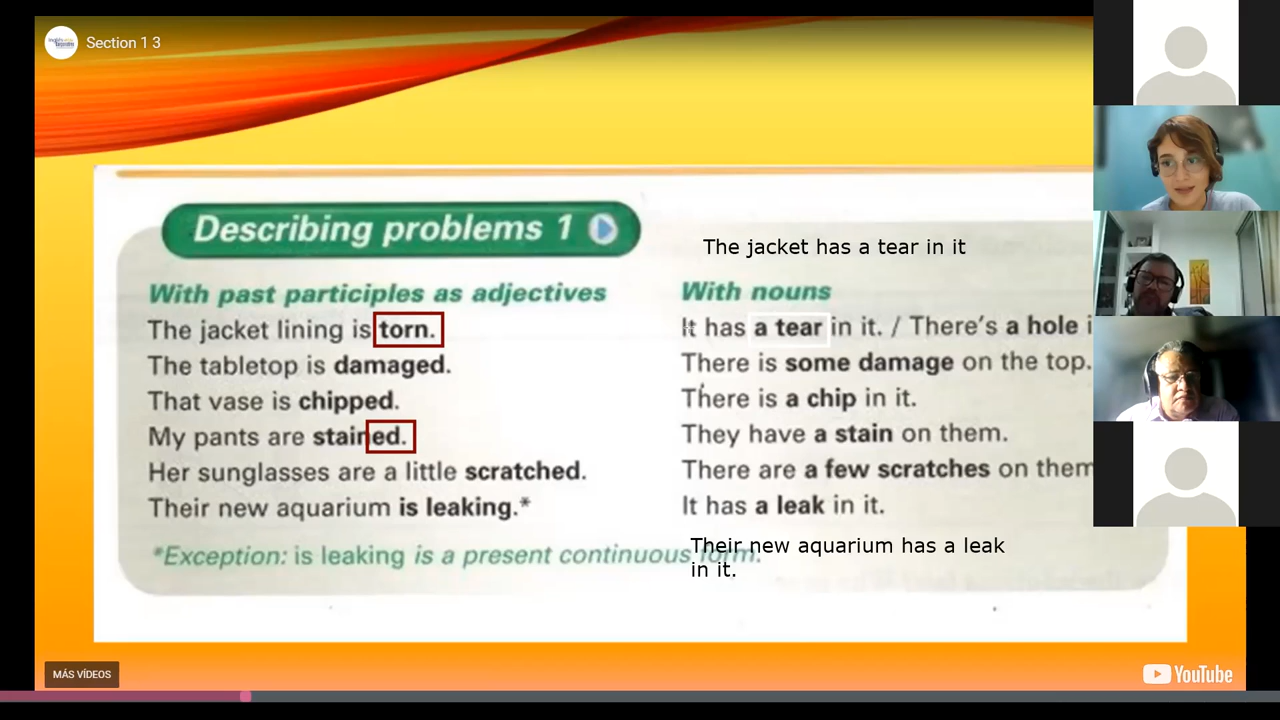 Section 1 3
Describing problems 1
The jacket has a tear in it
With past participles as adjectives
The jacket lining is torn.
The tabletop is damaged.
That vase is chipped.
My pants are stained.
Her sunglasses are a little scratched.
Their new aquarium is leaking.*
*Exception: is leaking is a present continuous form.
With nouns
It has a tear in it. / There's a hole i
There is some damage on the top.
There is a chip in it.
They have a stain on them.
There are a few scratches on them
It has a leak in it.
Their new aquarium has a leak
in it.
MÁS VÍDEOS
YouTube